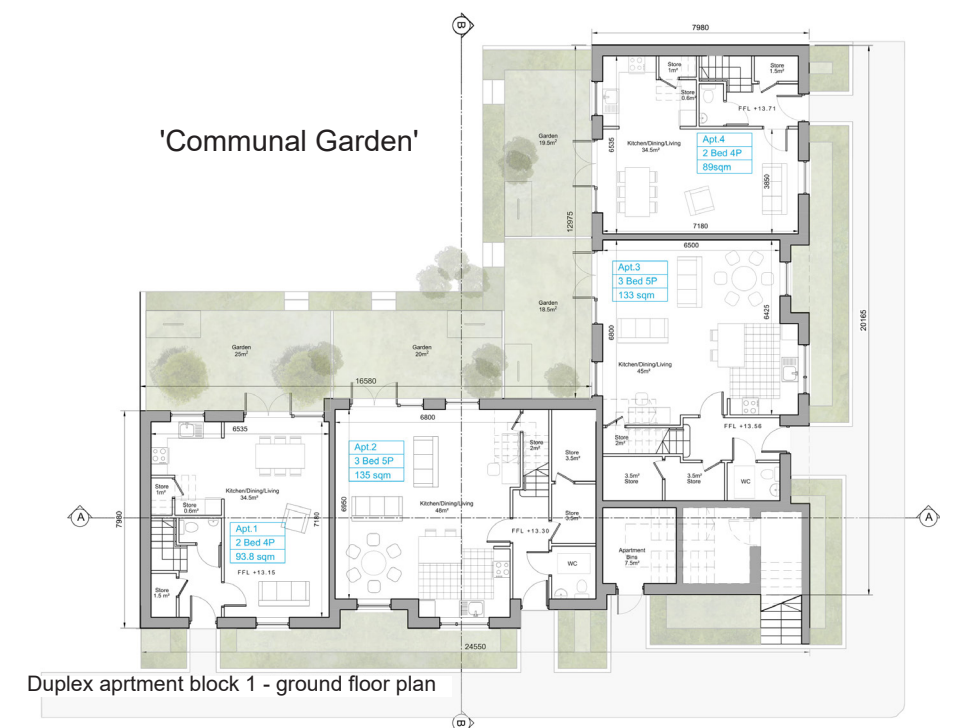 B
7980
Store
1m²
Store
1.5m²
Store
0.6m²
FFL +13.71
'Communal Garden'
Garden
19.5m²
6535
Kitchen/Dining/Living
34.5m²
Apt.4
2 Bed 4P
89sqm
3850
7180
12975
6500
Apt.3
3 Bed 5P
133 sqm
Garden
18.5m²
6800
6425
20165
Kitchen/Dining/Living
45m²
Garden
25m²
Garden
20m²
16580
6535
6800
FFL +13.56
Store
2m²
3.5m²
Store
3.5m²
Store
WC
Apt.2
3 Bed 5P
135 sqm
Store
2m²
Store
3.5m²
Store
1m²
Store
0.6m²
Kitchen/Dining/Living
34.5m²
6950
Kitchen/Dining/Living
48m²
Store
3.5m²
A
7980
7180
Apt.1
2 Bed 4P
93.8 sqm
FFL +13.30
A
Apartment
Bins
7.5m²
WC
FFL +13.15
Store
1.5 m²
24550
Duplex aprtment block 1 - ground floor plan
B